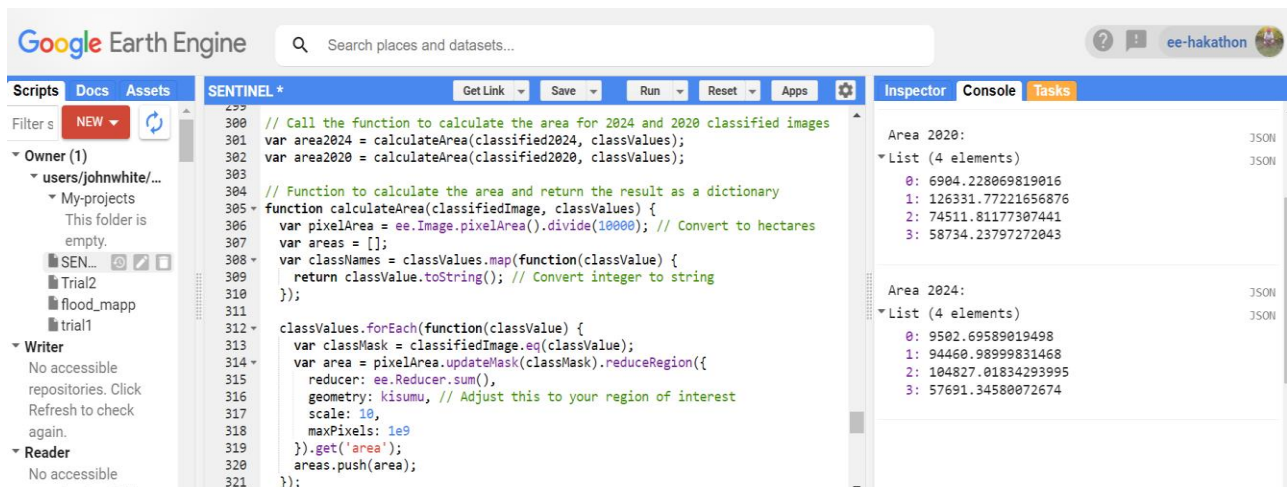 Google Earth Engine
Search places and datasets...
ee-hakathon
Scripts Docs Assets
Filter s NEW
Owner (1)
users/johnwhite/...
My-projects
This folder is
empty.
SEN...
Trial2
flood_mapp
trial1
Writer
No accessible
repositories. Click
Refresh to check
again.
Reader
No accessible
SENTINEL *
Get Link Save Run Reset Apps
299
300 // Call the function to calculate the area for 2024 and 2020 classified images
301 var area2024 = calculateArea(classified2024, classValues);
302 var area2020 = calculateArea(classified2020, classValues);
303
304 // Function to calculate the area and return the result as a dictionary
305 function calculateArea(classifiedImage, classValues) {
306 var pixelArea = ee.Image.pixelArea().divide(10000); // Convert to hectares
307 var areas = [];
308 var classNames = classValues.map(function(classValue) {
309 return classValue.toString(); // Convert integer to string
310 });
311
312 classValues.forEach(function(classValue) {
313 var classMask = classifiedImage.eq(classValue);
314 var area = pixelArea.updateMask(classMask).reduceRegion({
315 reducer: ee.Reducer.sum(),
316 geometry: kisumu, // Adjust this to your region of interest
317 scale: 10,
318 maxPixels: 1e9
319 }).get('area');
320 areas.push(area);
321 });
Inspector Console Tasks
Area 2020: JSON
List (4 elements) JSON
0: 6904.228069819016
1: 126331.77221656876
2: 74511.81177307441
3: 58734.23797272043
Area 2024: JSON
List (4 elements) JSON
0: 9502.69589019498
1: 94460.98999831468
2: 104827.01834293995
3: 57691.34580072674